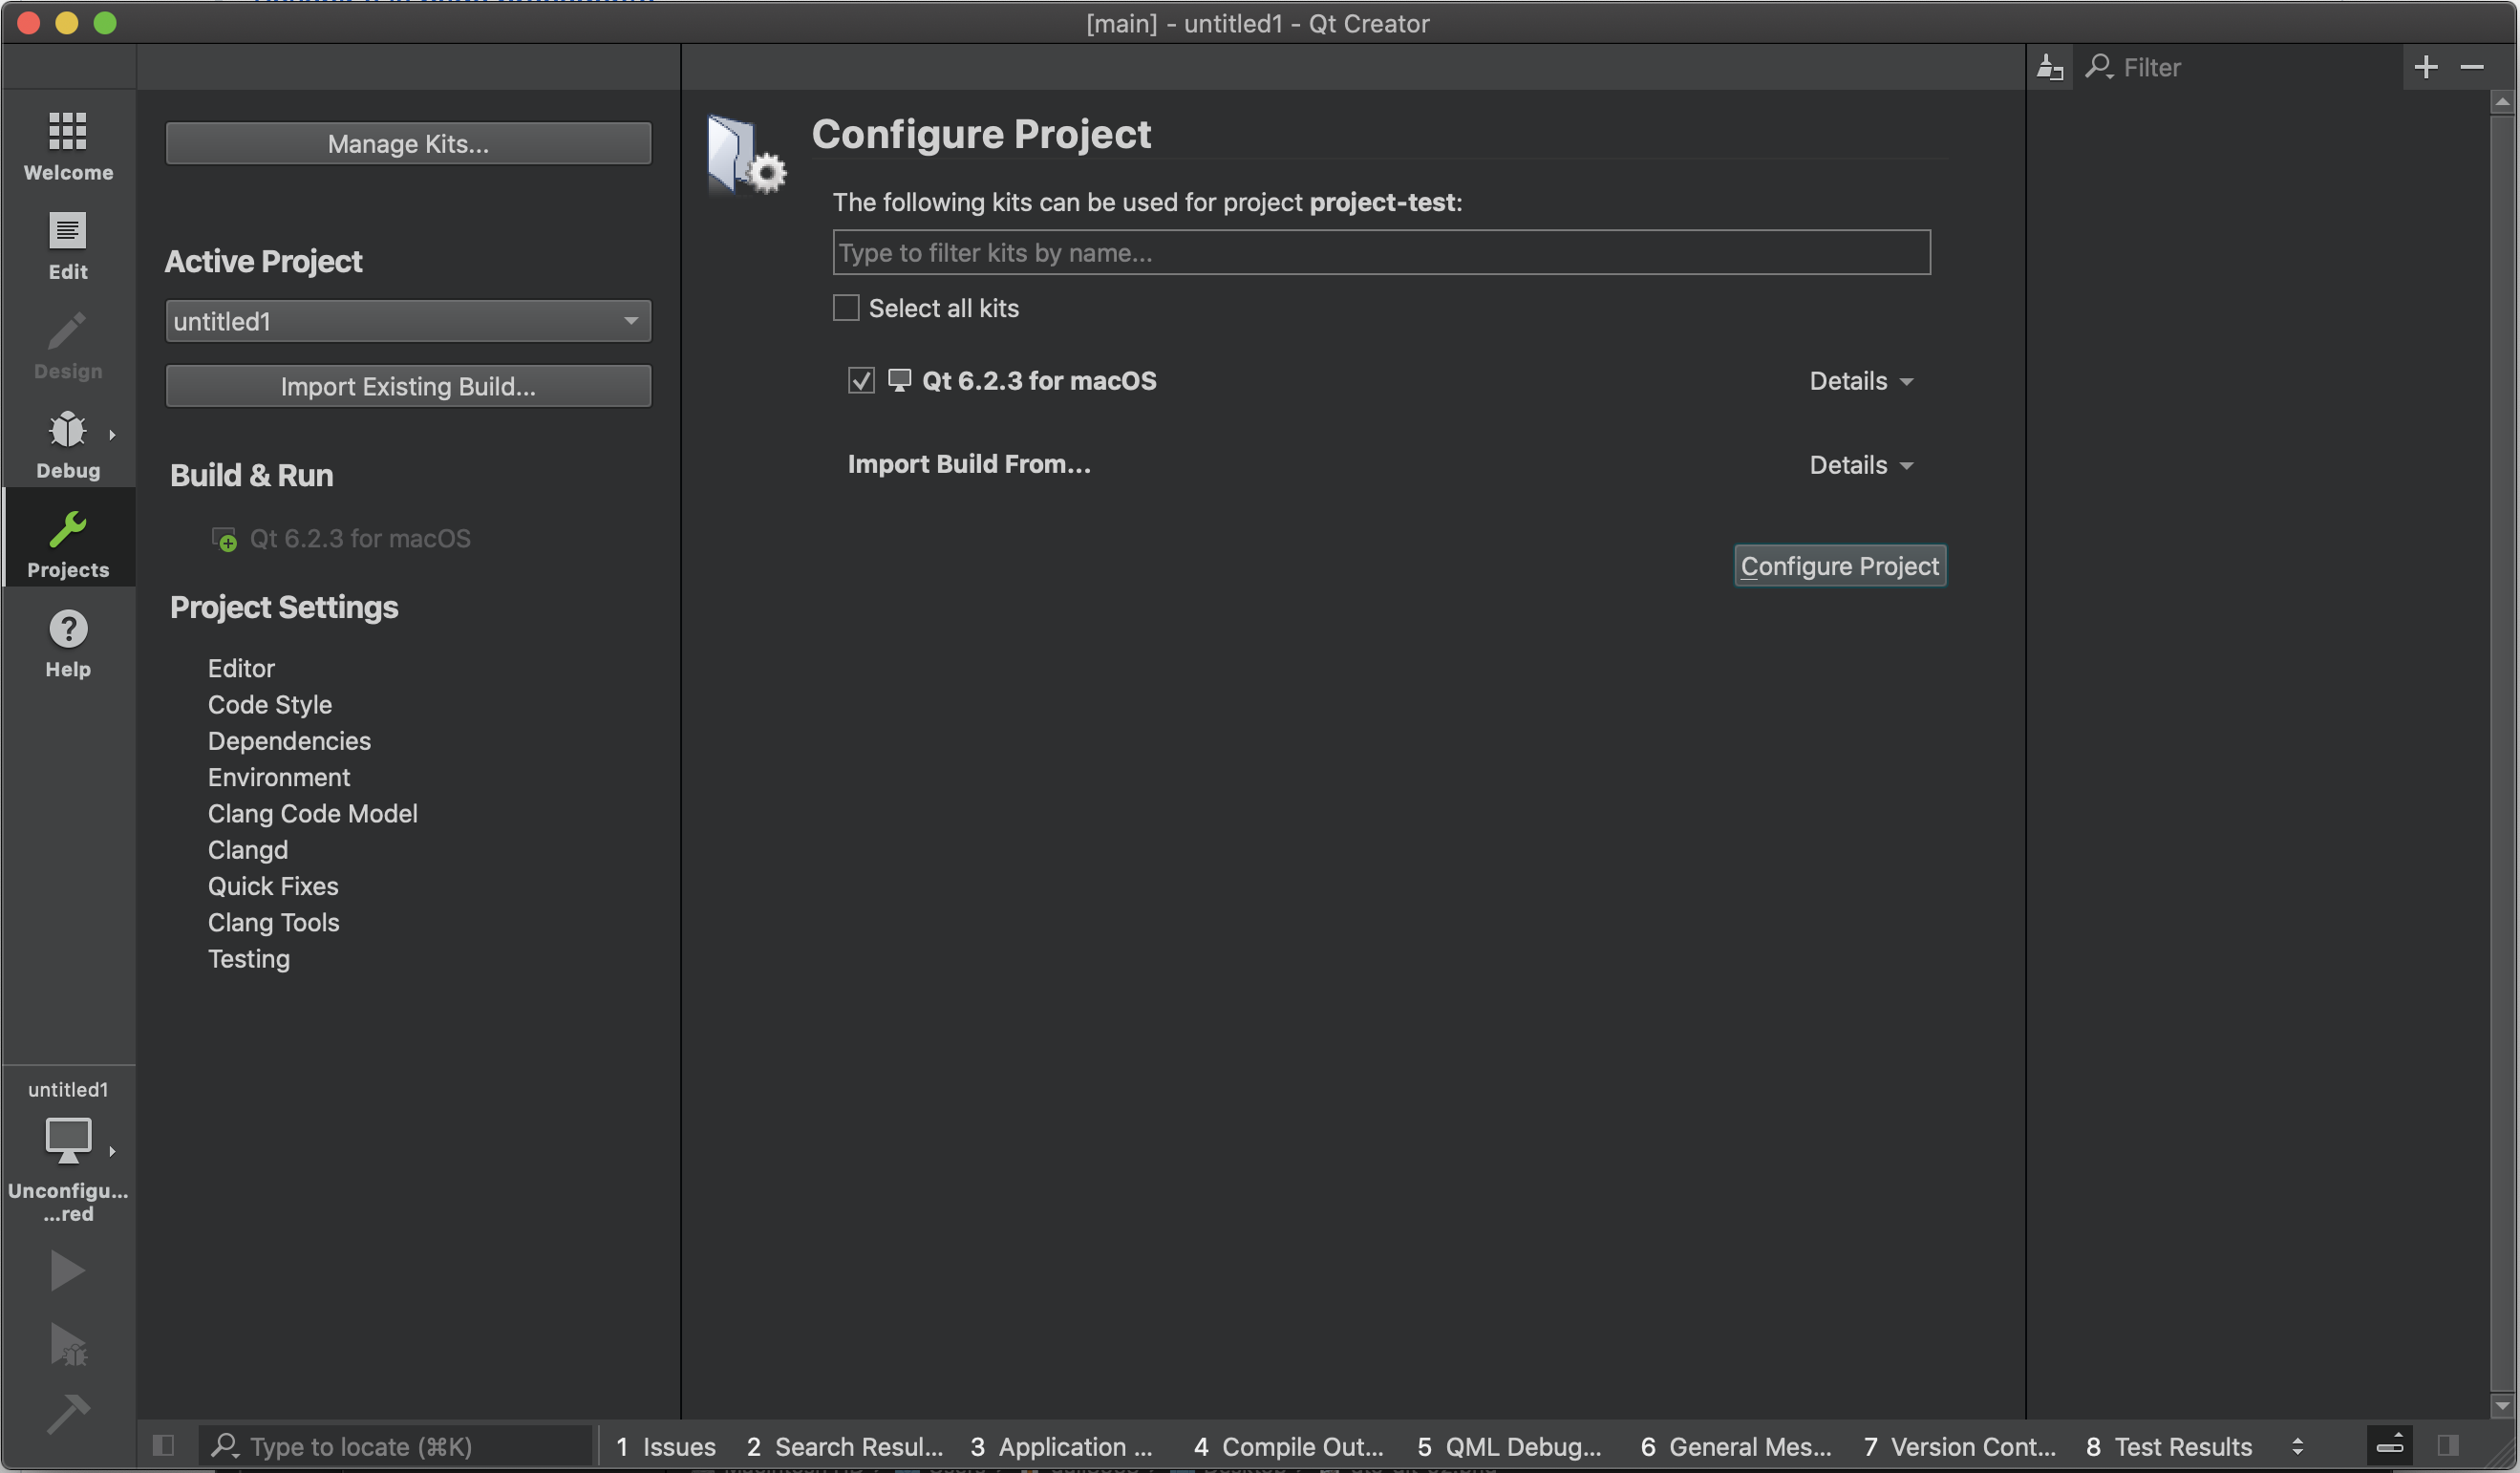 [main] - untitled1 - Qt Creator
Filter
Welcome
Edit
Design
Debug
Projects
Help
Manage Kits...
Active Project
untitled1
Import Existing Build...
Build & Run
Qt 6.2.3 for macOS
Project Settings
Editor
Code Style
Dependencies
Environment
Clang Code Model
Clangd
Quick Fixes
Clang Tools
Testing
Configure Project
The following kits can be used for project project-test:
Type to filter kits by name...
Select all kits
Qt 6.2.3 for macOS Details
Import Build From... Details
Configure Project
untitled1
Unconfigu...
...red
Type to locate (⌘K) 1 Issues 2 Search Resul... 3 Application ... 4 Compile Out... 5 QML Debug... 6 General Mes... 7 Version Cont... 8 Test Results